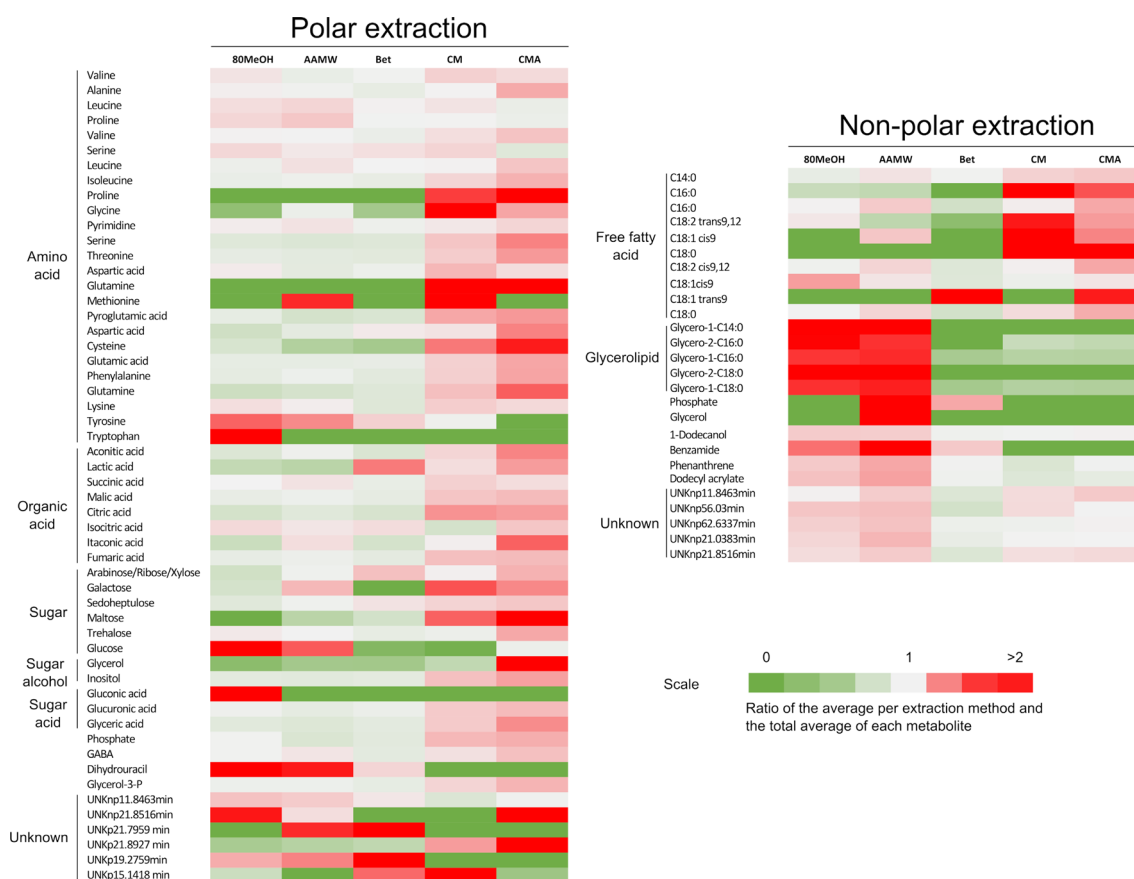 Polar extraction
80MeOH AAMW Bet CM CMA
Amino acid
Valine
Alanine
Leucine
Proline
Valine
Serine
Leucine
Isoleucine
Proline
Glycine
Pyrimidine
Serine
Threonine
Aspartic acid
Glutamine
Methionine
Pyroglutamic acid
Aspartic acid
Cysteine
Glutamic acid
Phenylalanine
Glutamine
Lysine
Tyrosine
Tryptophan
Organic acid
Aconitic acid
Lactic acid
Succinic acid
Malic acid
Citric acid
Isocitric acid
Itaconic acid
Fumaric acid
Sugar
Arabinose/Ribose/Xylose
Galactose
Sedoheptulose
Maltose
Trehalose
Glucose
Sugar alcohol
Glycerol
Inositol
Sugar acid
Gluconic acid
Glucuronic acid
Glyceric acid
Phosphate
GABA
Dihydrouracil
Glycerol-3-P
Unknown
UNKnp11.8463min
UNKnp21.8516min
UNKp21.7959 min
UNKp21.8927 min
UNKp19.2759min
UNKp15.1418 min
Non-polar extraction
80MeOH AAMW Bet CM CMA
Free fatty acid
C14:0
C16:0
C16:0
C18:2 trans9,12
C18:1 cis9
C18:0
C18:2 cis9,12
C18:1cis9
C18:1 trans9
C18:0
Glycerolipid
Glycero-1-C14:0
Glycero-2-C16:0
Glycero-1-C16:0
Glycero-2-C18:0
Glycero-1-C18:0
Phosphate
Glycerol
1-Dodecanol
Benzamide
Phenanthrene
Dodecyl acrylate
Unknown
UNKnp11.8463min
UNKnp56.03min
UNKnp62.6337min
UNKnp21.0383min
UNKnp21.8516min
0 1 >2
Scale
Ratio of the average per extraction method and
the total average of each metabolite